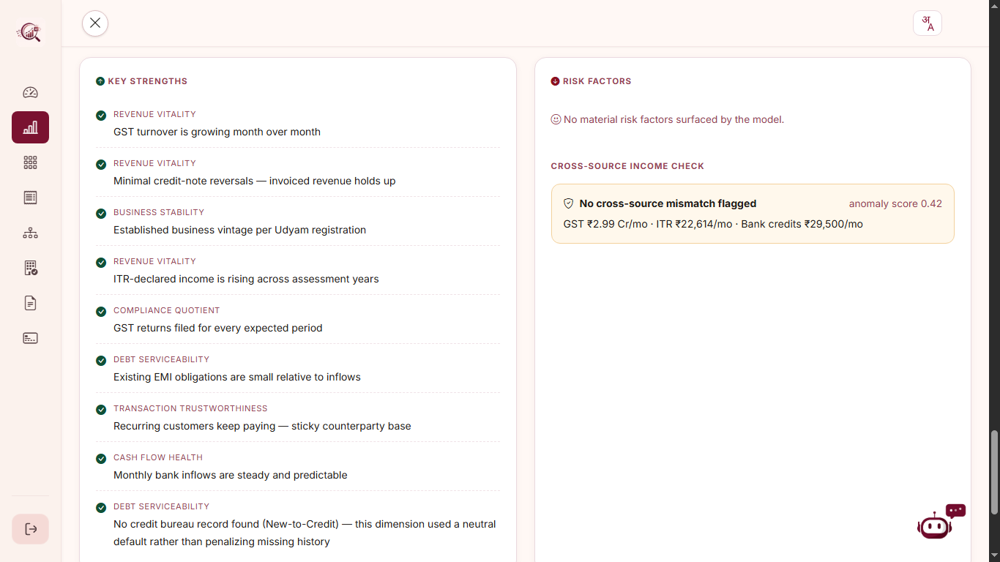 अ
A
KEY STRENGTHS
REVENUE VITALITY
GST turnover is growing month over month
REVENUE VITALITY
Minimal credit-note reversals — invoiced revenue holds up
BUSINESS STABILITY
Established business vintage per Udyam registration
REVENUE VITALITY
ITR-declared income is rising across assessment years
COMPLIANCE QUOTIENT
GST returns filed for every expected period
DEBT SERVICEABILITY
Existing EMI obligations are small relative to inflows
TRANSACTION TRUSTWORTHINESS
Recurring customers keep paying — sticky counterparty base
CASH FLOW HEALTH
Monthly bank inflows are steady and predictable
DEBT SERVICEABILITY
No credit bureau record found (New-to-Credit) — this dimension used a neutral
default rather than penalizing missing history
RISK FACTORS
No material risk factors surfaced by the model.
CROSS-SOURCE INCOME CHECK
No cross-source mismatch flagged anomaly score 0.42
GST ₹2.99 Cr/mo · ITR ₹22,614/mo · Bank credits ₹29,500/mo